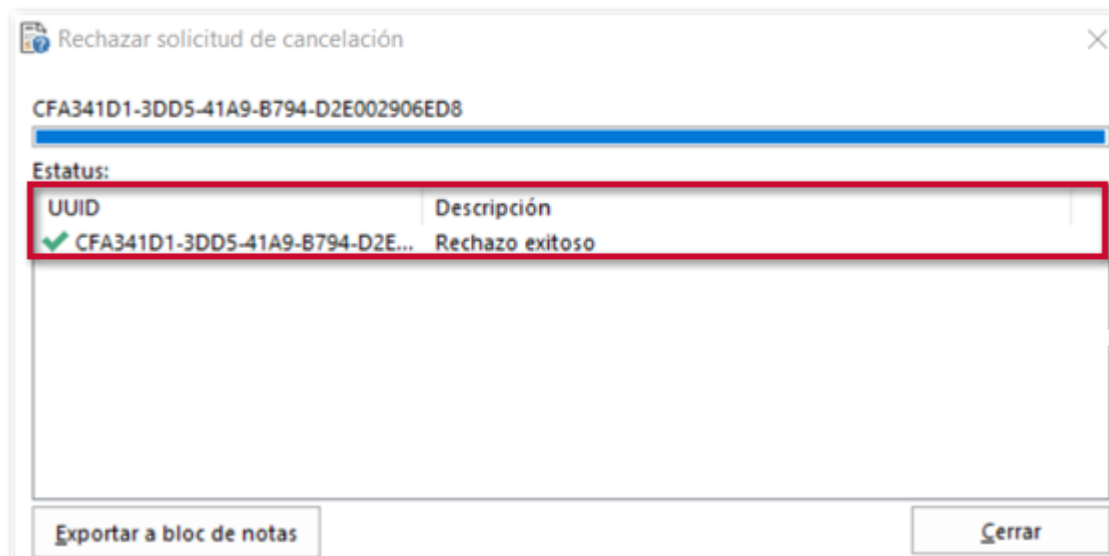 Rechazar solicitud de cancelación
CFA341D1-3DD5-41A9-B794-D2E002906ED8
Estatus:
UUID Descripción
CFA341D1-3DD5-41A9-B794-D2E... Rechazo exitoso
Exportar a bloc de notas Cerrar